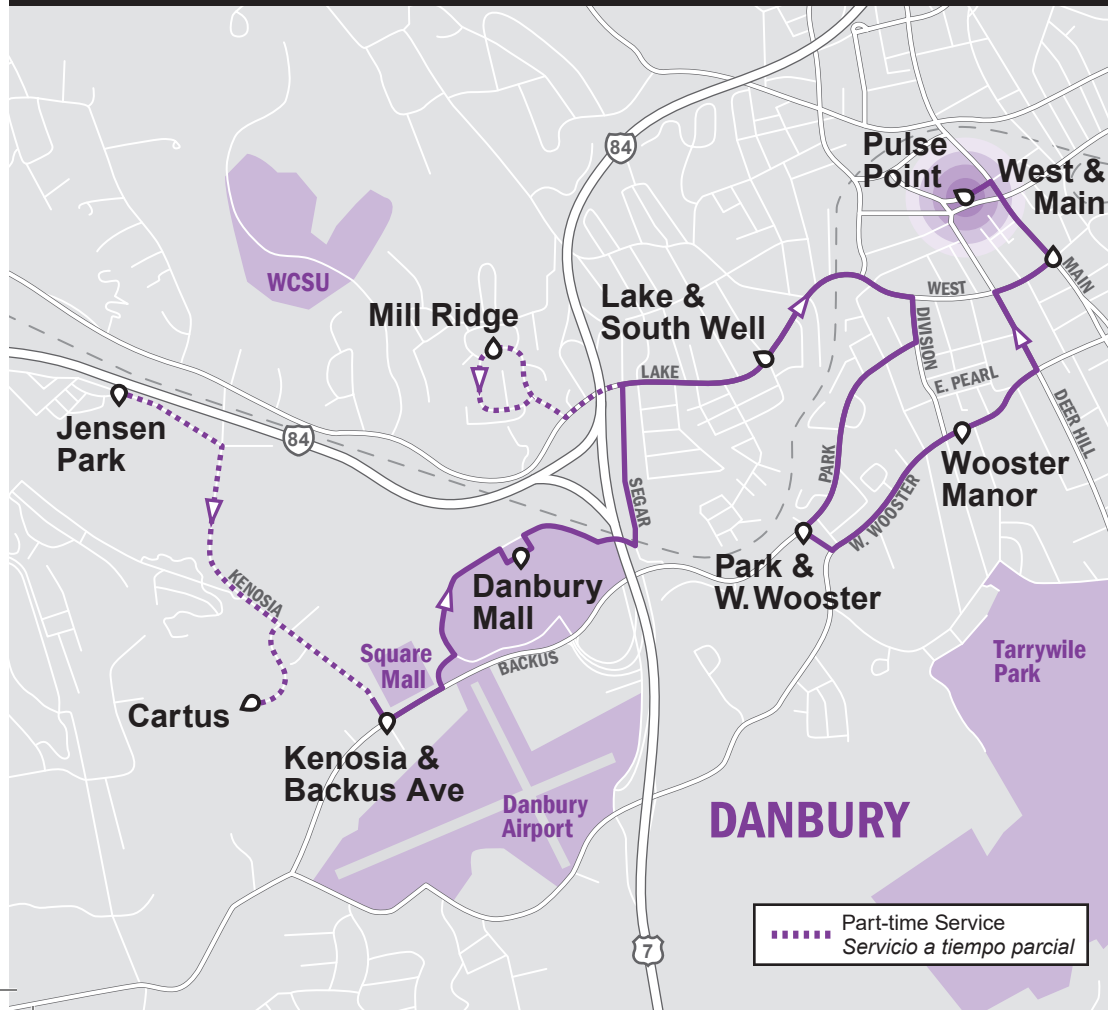 84
Pulse
Point
West &
Main
WCSU
MAIN
WEST
Lake &
South Well
Mill Ridge
DIVISION
LAKE
E. PEARL
DEER HILL
Jensen
Park
84
Wooster
Manor
PARK
SEGAR
W. WOOSTER
Park &
W. Wooster
Danbury
Mall
KENOSIA
Square
Mall
BACKUS
Tarrywile
Park
Cartus
Kenosia &
Backus Ave
Danbury
Airport
DANBURY
Part-time Service
Servicio a tiempo parcial
7